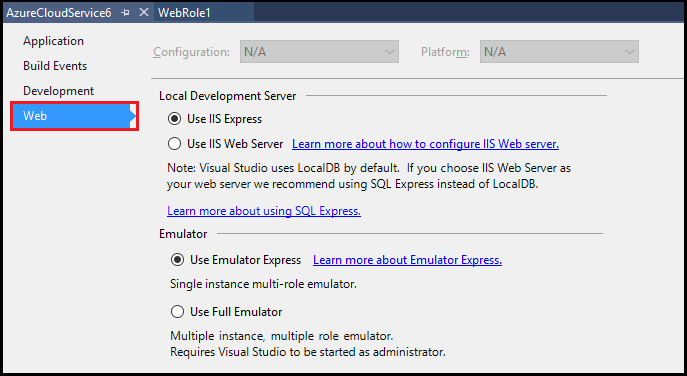 AzureCloudService6 WebRole1
Application
Build Events
Development
Web
Configuration: N/A Platform: N/A
Local Development Server
Use IIS Express
Use IIS Web Server Learn more about how to configure IIS Web server.
Note: Visual Studio uses LocalDB by default. If you choose IIS Web Server as
your web server we recommend using SQL Express instead of LocalDB.
Learn more about using SQL Express.
Emulator
Use Emulator Express Learn more about Emulator Express.
Single instance multi-role emulator.
Use Full Emulator
Multiple instance, multiple role emulator.
Requires Visual Studio to be started as administrator.